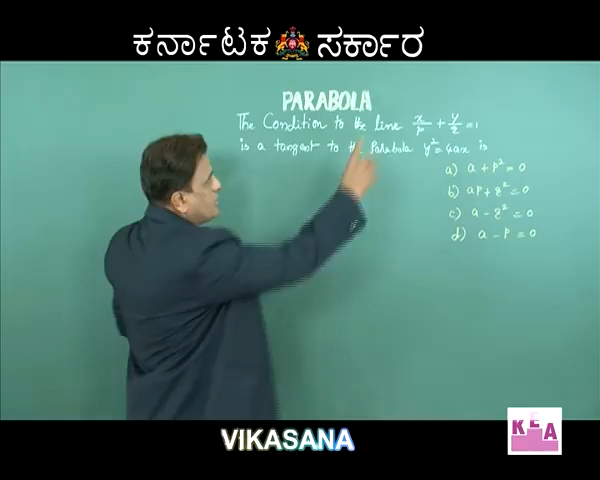 ಕರ್ನಾಟಕ ಸರ್ಕಾರ
PARABOLA
The Condition to the line x/p + y/q = 1
is a tangent to the Parabola y² = 4ax is
a) a + p² = 0
b) ap + q² = 0
c) a - q² = 0
d) a - p = 0
VIKASANA
KEA